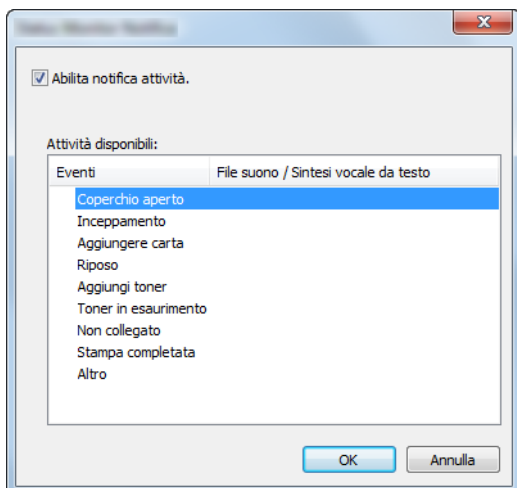 Abilita notifica attività.
Attività disponibili:
Eventi File suono / Sintesi vocale da testo
Coperchio aperto
Inceppamento
Aggiungere carta
Riposo
Aggiungi toner
Toner in esaurimento
Non collegato
Stampa completata
Altro
OK Annulla